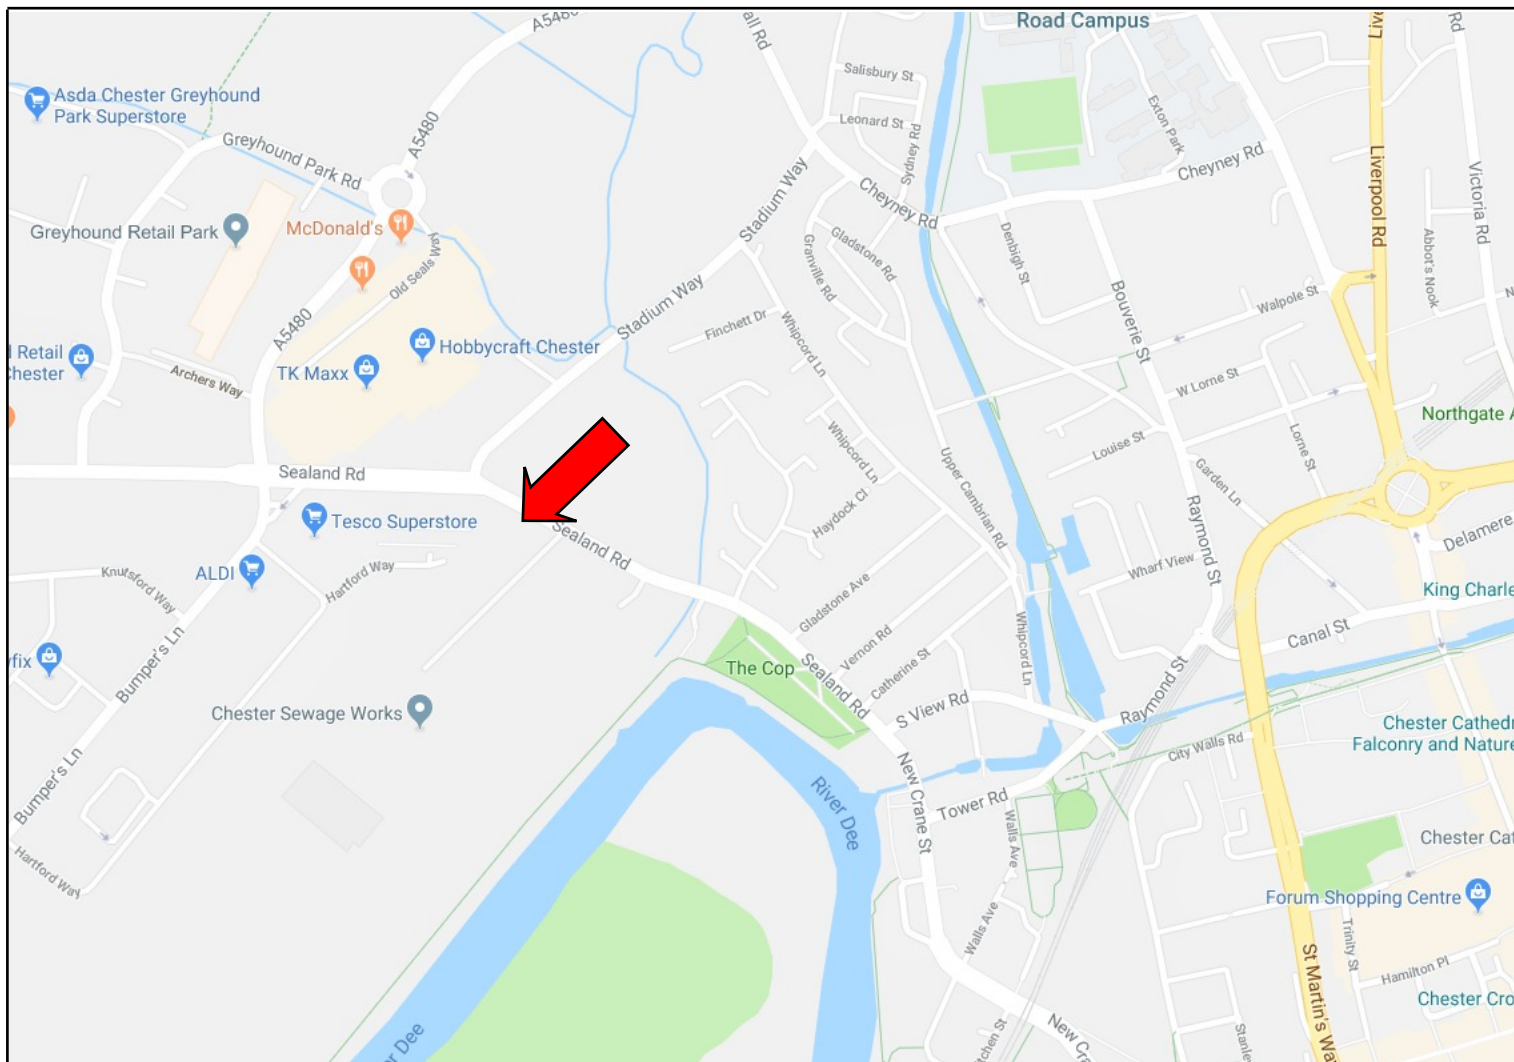 A5480
Road Campus
Salisbury St
Asda Chester Greyhound
Park Superstore
Leonard St
Sydney Rd
Exton Park
A5480
Greyhound Park Rd
Cheyney Rd
Cheyney Rd
Liverpool Rd
Victoria Rd
Stadium Way
McDonald's
Greyhound Retail Park
Old Seals Way
Gladstone Rd
Granville Rd
Denbigh St
Abbot's Nook
Walpole St
Bouverie St
Stadium Way
Finchett Dr
Whipcord Ln
A5480
Hobbycraft Chester
Retail
TK Maxx
Archers Way
W Lorne St
Northgate
Whipcord Ln
Louise St
Lorne St
Upper Cambrian Rd
Garden Ln
Sealand Rd
Haydock Cl
Raymond St
Tesco Superstore
Sealand Rd
Delamere
Knutsford Way
ALDI
Hartford Way
Wharf View
Gladstone Ave
King Charle
Canal St
Whipcord Ln
Vernon Rd
Bumper's Ln
The Cop
Sealand Rd
Catherine St
S View Rd
Raymond St
Chester Sewage Works
City Walls Rd
Chester Cathedr
Falconry and Nature
Bumper's Ln
River Dee
New Crane St
Tower Rd
Walls Ave
Hartford Way
Chester Cat
Forum Shopping Centre
Walls Ave
Trinity St
St Martin's Wa
Hamilton Pl
Chester Cro
New Cra